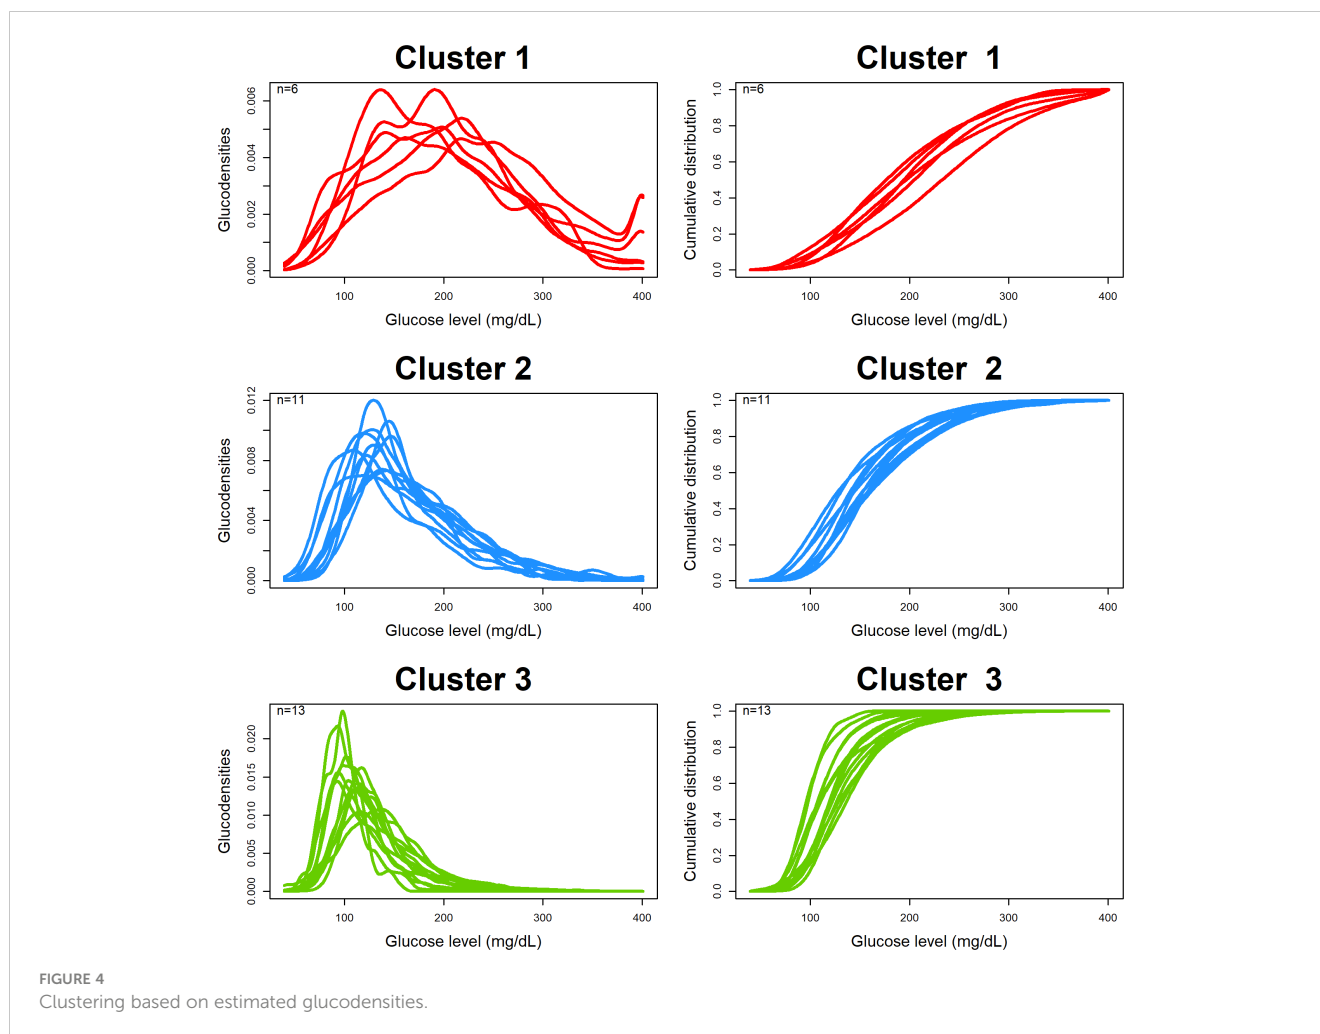 Cluster 1
n=6
Glucodensities
0.000 0.002 0.004 0.006
100 200 300 400
Glucose level (mg/dL)
Cluster 1
n=6
Cumulative distribution
0.0 0.2 0.4 0.6 0.8 1.0
100 200 300 400
Glucose level (mg/dL)
Cluster 2
n=11
Glucodensities
0.000 0.004 0.008 0.012
100 200 300 400
Glucose level (mg/dL)
Cluster 2
n=11
Cumulative distribution
0.0 0.2 0.4 0.6 0.8 1.0
100 200 300 400
Glucose level (mg/dL)
Cluster 3
n=13
Glucodensities
0.000 0.005 0.010 0.015 0.020
100 200 300 400
Glucose level (mg/dL)
Cluster 3
n=13
Cumulative distribution
0.0 0.2 0.4 0.6 0.8 1.0
100 200 300 400
Glucose level (mg/dL)
FIGURE 4
Clustering based on estimated glucodensities.